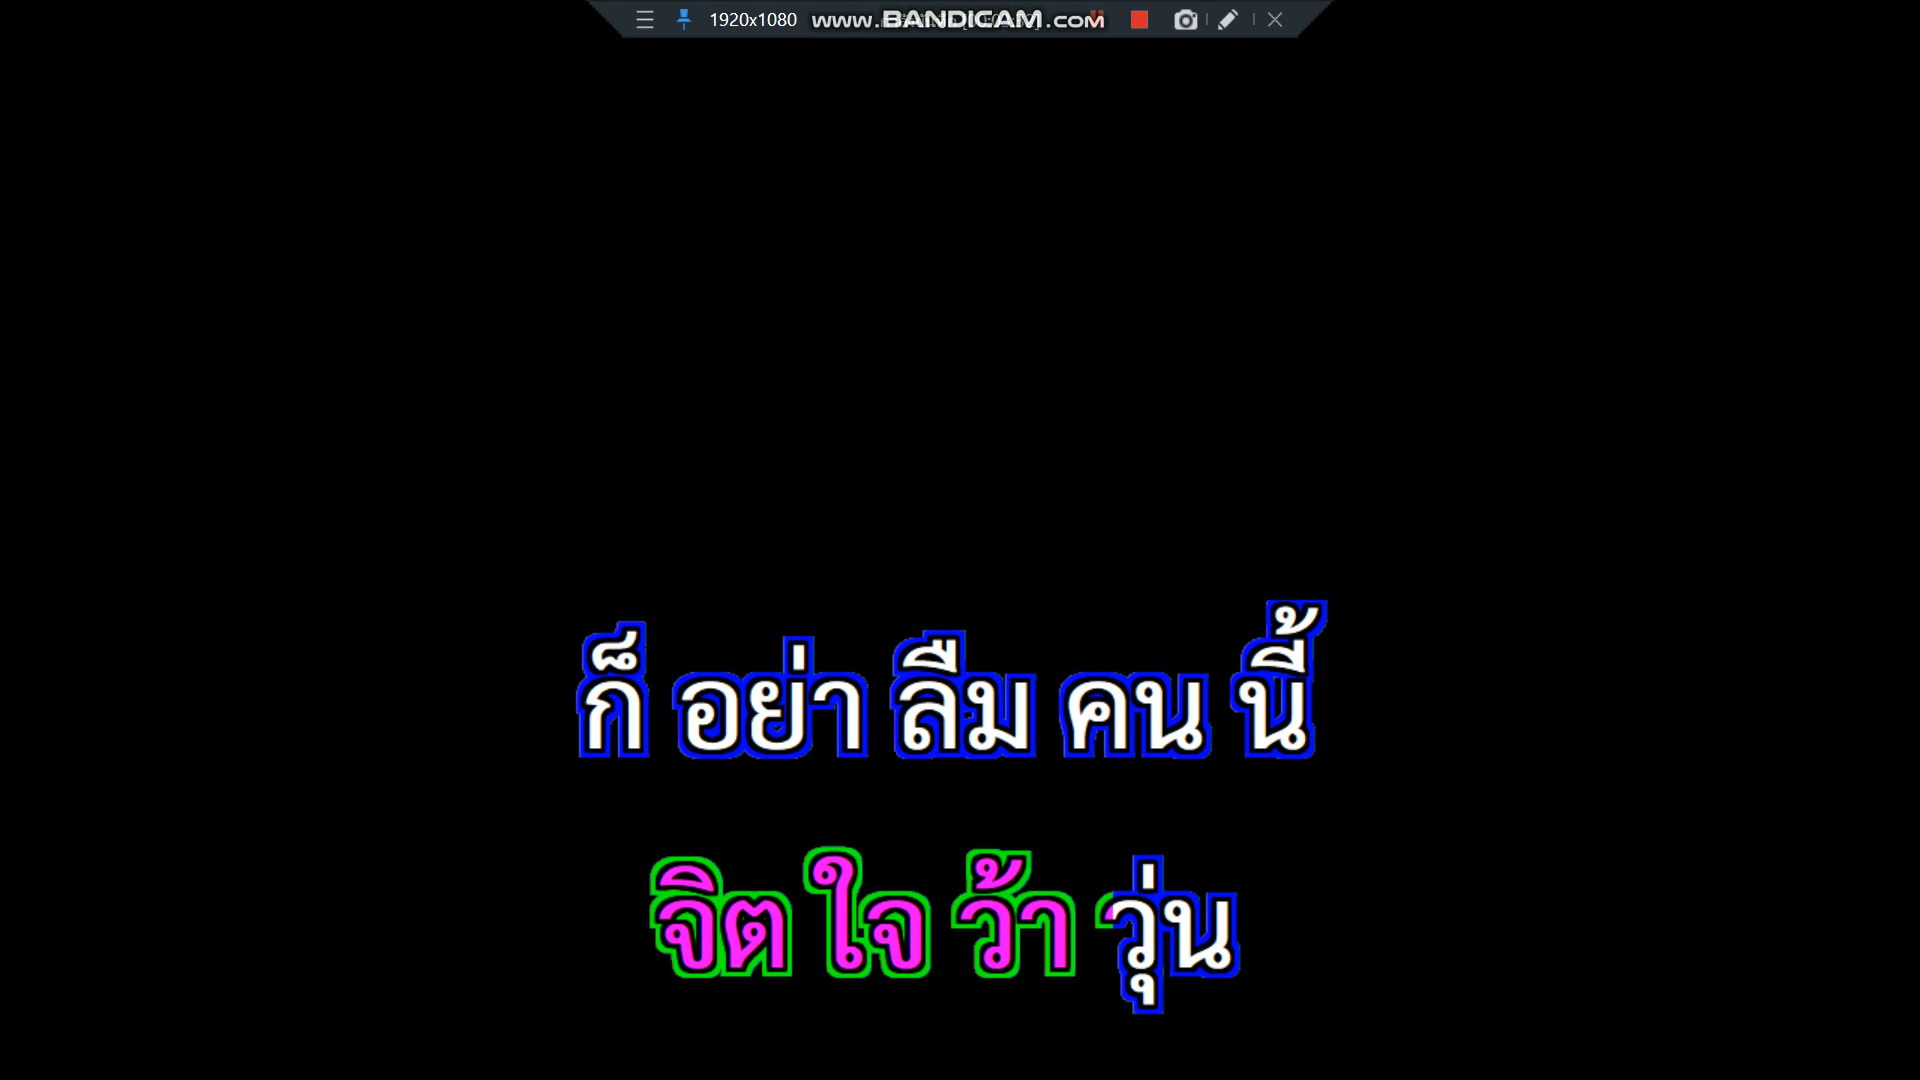 1920x1080 www.BANDICAM.com
ก็ อย่า ลืม คน นี้
จิต ใจ ว้า วุ่น